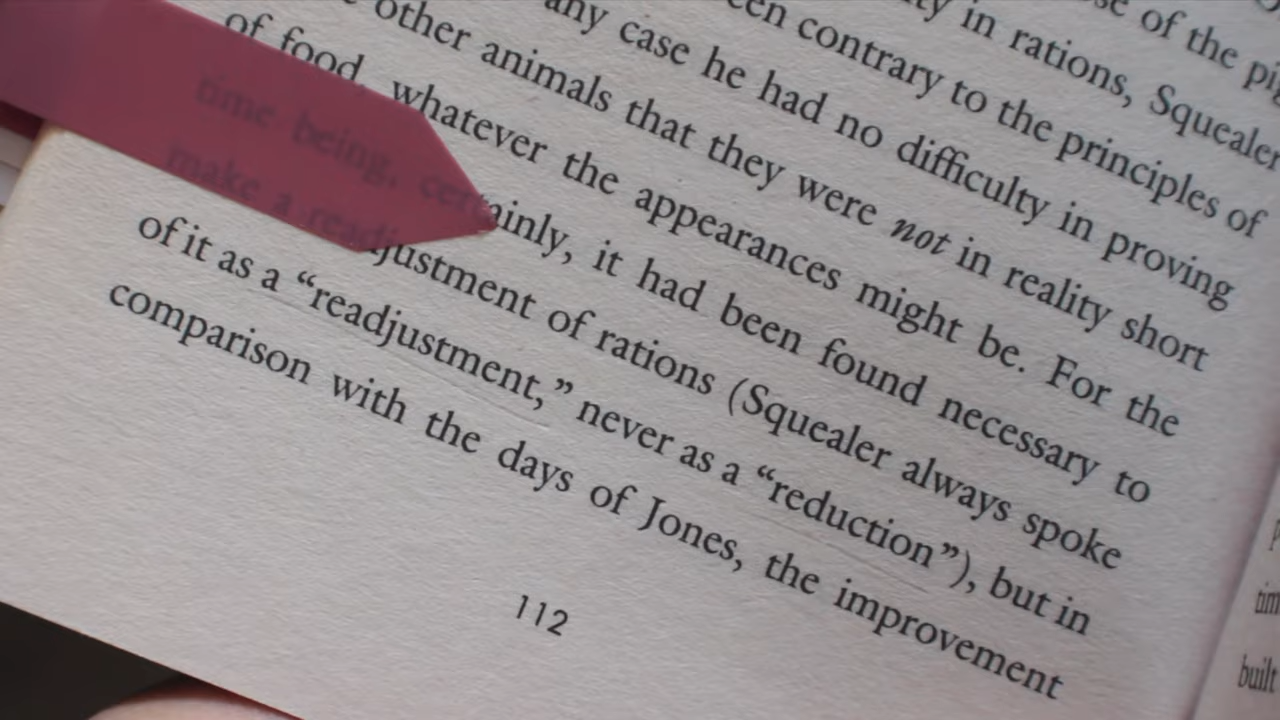 se of the
ty in rations, Squealer
een contrary to the principles of
any case he had no difficulty in proving
other animals that they were not in reality short
of food, whatever the appearances might be. For the
time being, certainly, it had been found necessary to
make a readjustment of rations (Squealer always spoke
of it as a “readjustment,” never as a “reduction”), but in
comparison with the days of Jones, the improvement
112
built